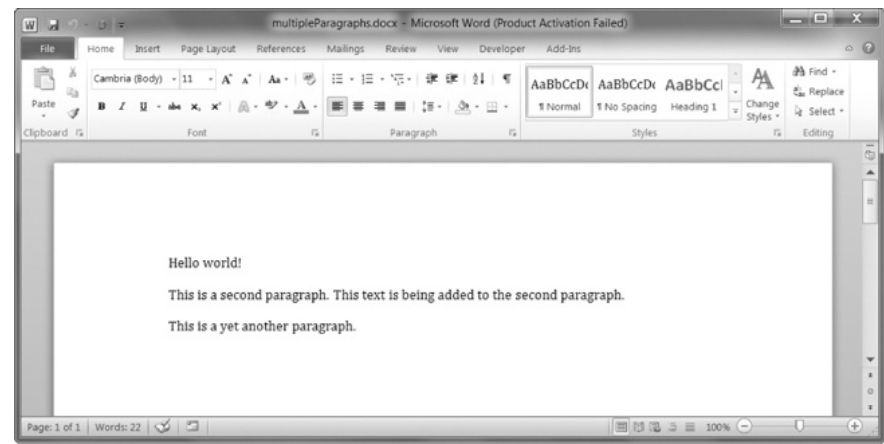 multipleParagraphs.docx - Microsoft Word (Product Activation Failed)
File Home Insert Page Layout References Mailings Review View Developer Add-Ins
Cambria (Body) 11 A A Aa
AaBbCcDc AaBbCcDc AaBbCcI
¶ Normal ¶ No Spacing Heading 1
Paste B I U abc x, x' A
Change Styles
Find
Replace
Select
Clipboard Font Paragraph Styles Editing
Hello world!
This is a second paragraph. This text is being added to the second paragraph.
This is a yet another paragraph.
Page: 1 of 1 Words: 22 100%